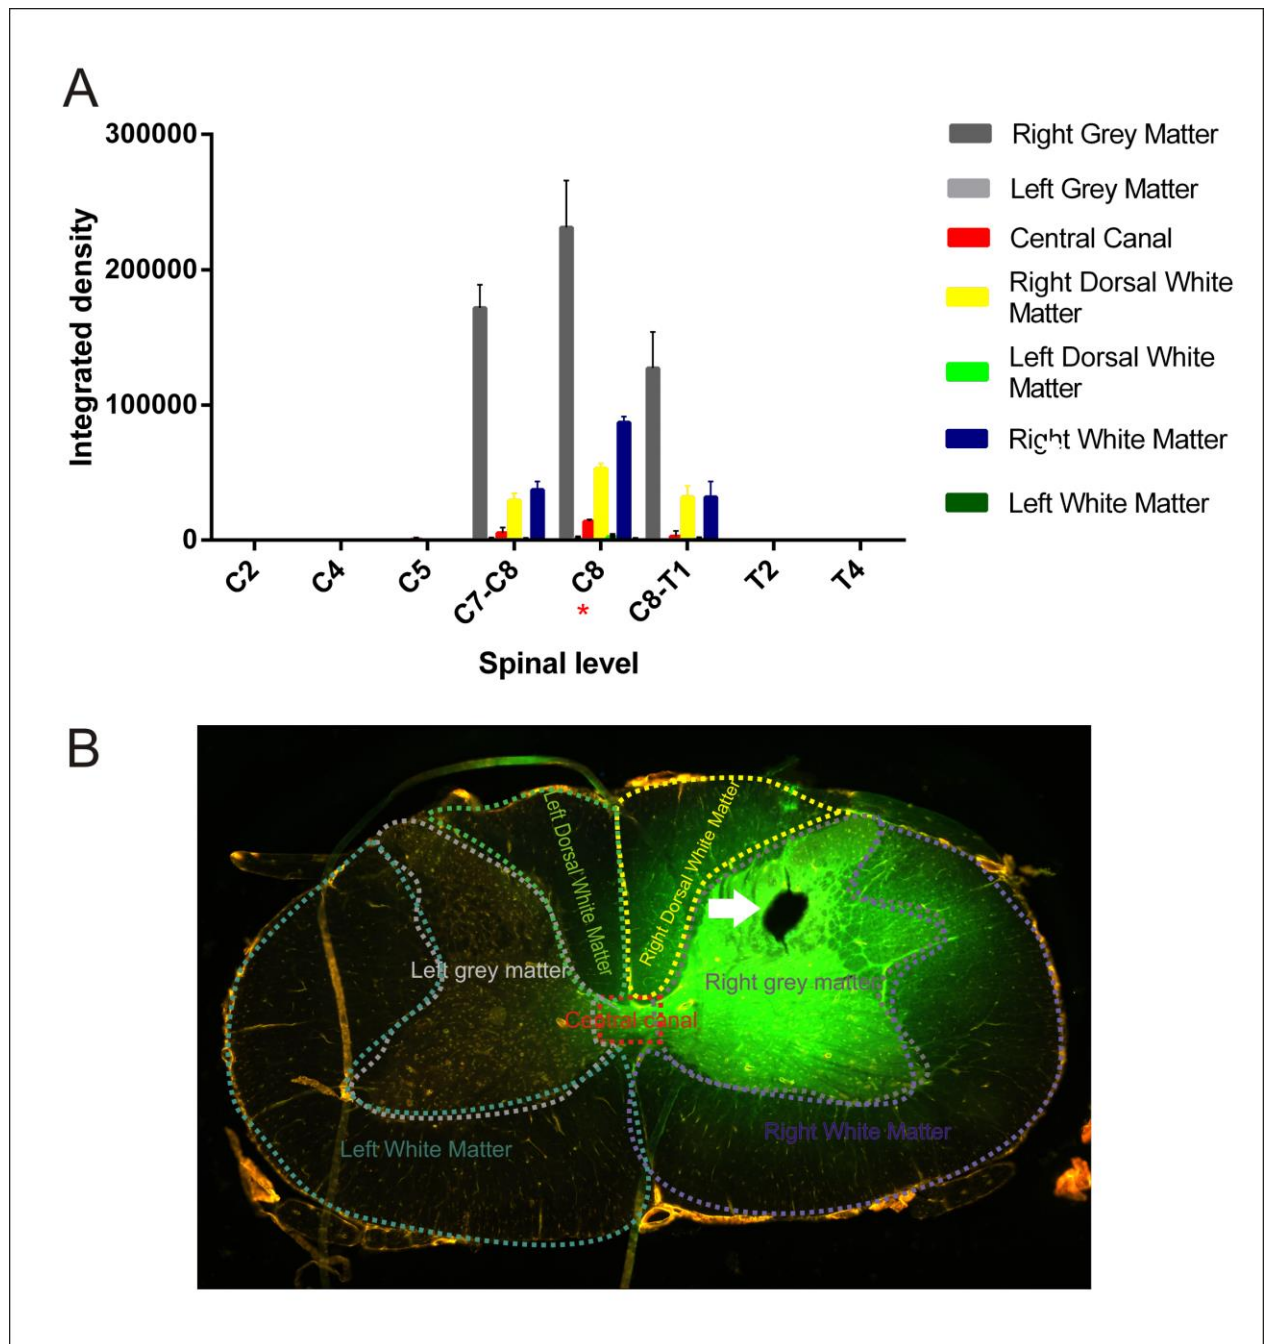 A
300000
200000
100000
0
Integrated density
C2
C4
C5
C7-C8
C8
*
C8-T1
T2
T4
Spinal level
Right Grey Matter
Left Grey Matter
Central Canal
Right Dorsal White
Matter
Left Dorsal White
Matter
Right White Matter
Left White Matter
B
Left Dorsal White Matter
Right Dorsal White Matter
Left grey matter
Right grey matter
Central canal
Right White Matter
Left White Matter